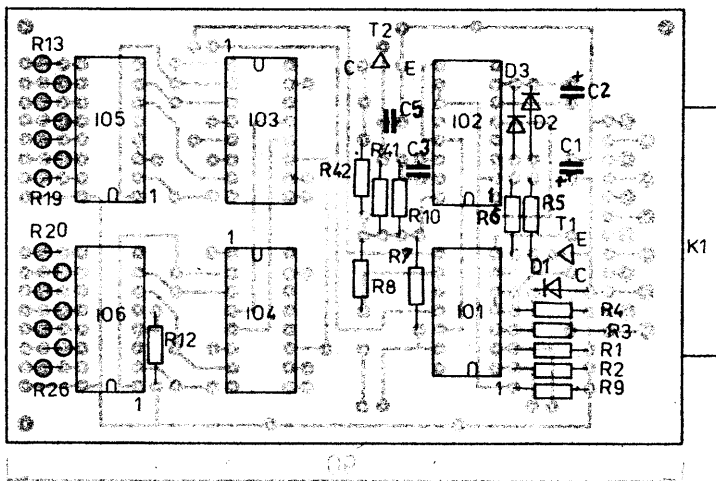 R13
1
T2
C
E
D3
C2
IO5
IO3
C5
IO2
D2
R41
C3
C1
R42
R19
1
R10
1
R6
R5
T1
R20
1
R7
E
K1
D1
C
R8
IO6
IO4
IO1
R4
R12
R3
R1
R2
R26
1
1
R9